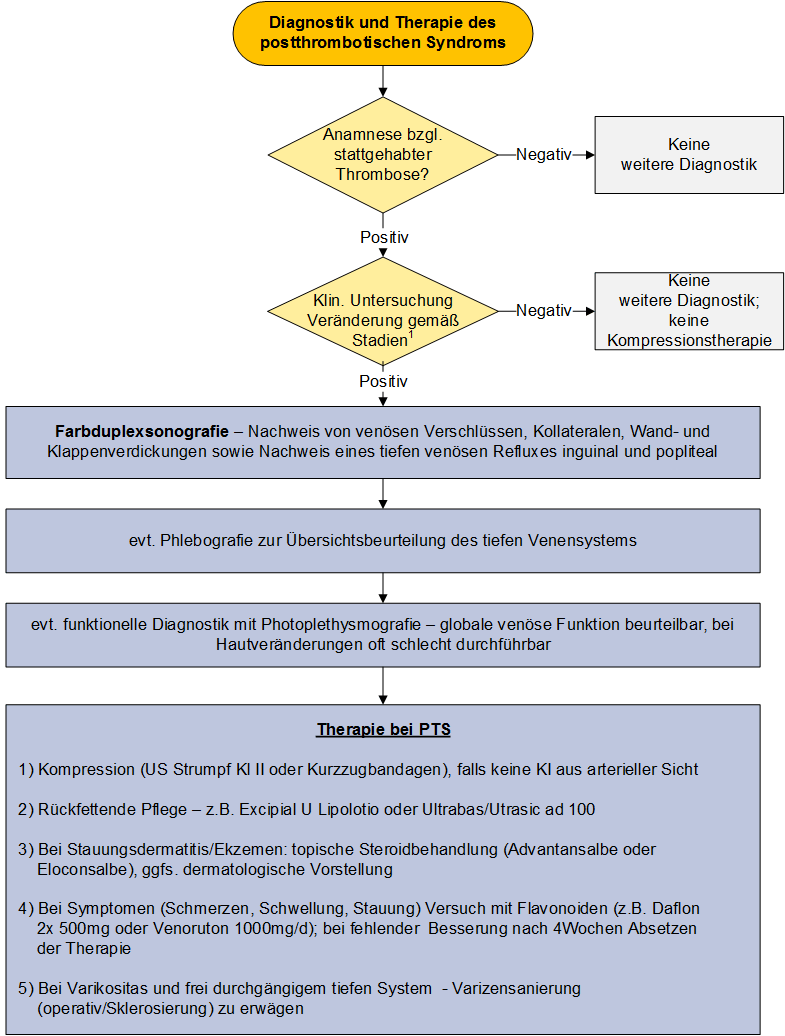 Diagnostik und Therapie des
postthrombotischen Syndroms
Anamnese bzgl.
stattgehabter
Thrombose?
Negativ
Keine
weitere Diagnostik
Positiv
Klin. Untersuchung
Veränderung gemäß
Stadien¹
Negativ
Keine
weitere Diagnostik;
keine
Kompressionstherapie
Positiv
Farbduplexsonografie – Nachweis von venösen Verschlüssen, Kollateralen, Wand- und
Klappenverdickungen sowie Nachweis eines tiefen venösen Refluxes inguinal und popliteal
evt. Phlebografie zur Übersichtsbeurteilung des tiefen Venensystems
evt. funktionelle Diagnostik mit Photoplethysmografie – globale venöse Funktion beurteilbar, bei
Hautveränderungen oft schlecht durchführbar
Therapie bei PTS
1) Kompression (US Strumpf Kl II oder Kurzzugbandagen), falls keine KI aus arterieller Sicht
2) Rückfettende Pflege – z.B. Excipial U Lipolotio oder Ultrabas/Utrasic ad 100
3) Bei Stauungsdermatitis/Ekzemen: topische Steroidbehandlung (Advantansalbe oder
Eloconsalbe), ggfs. dermatologische Vorstellung
4) Bei Symptomen (Schmerzen, Schwellung, Stauung) Versuch mit Flavonoiden (z.B. Daflon
2x 500mg oder Venoruton 1000mg/d); bei fehlender Besserung nach 4Wochen Absetzen
der Therapie
5) Bei Varikositas und frei durchgängigem tiefen System - Varizensanierung
(operativ/Sklerosierung) zu erwägen